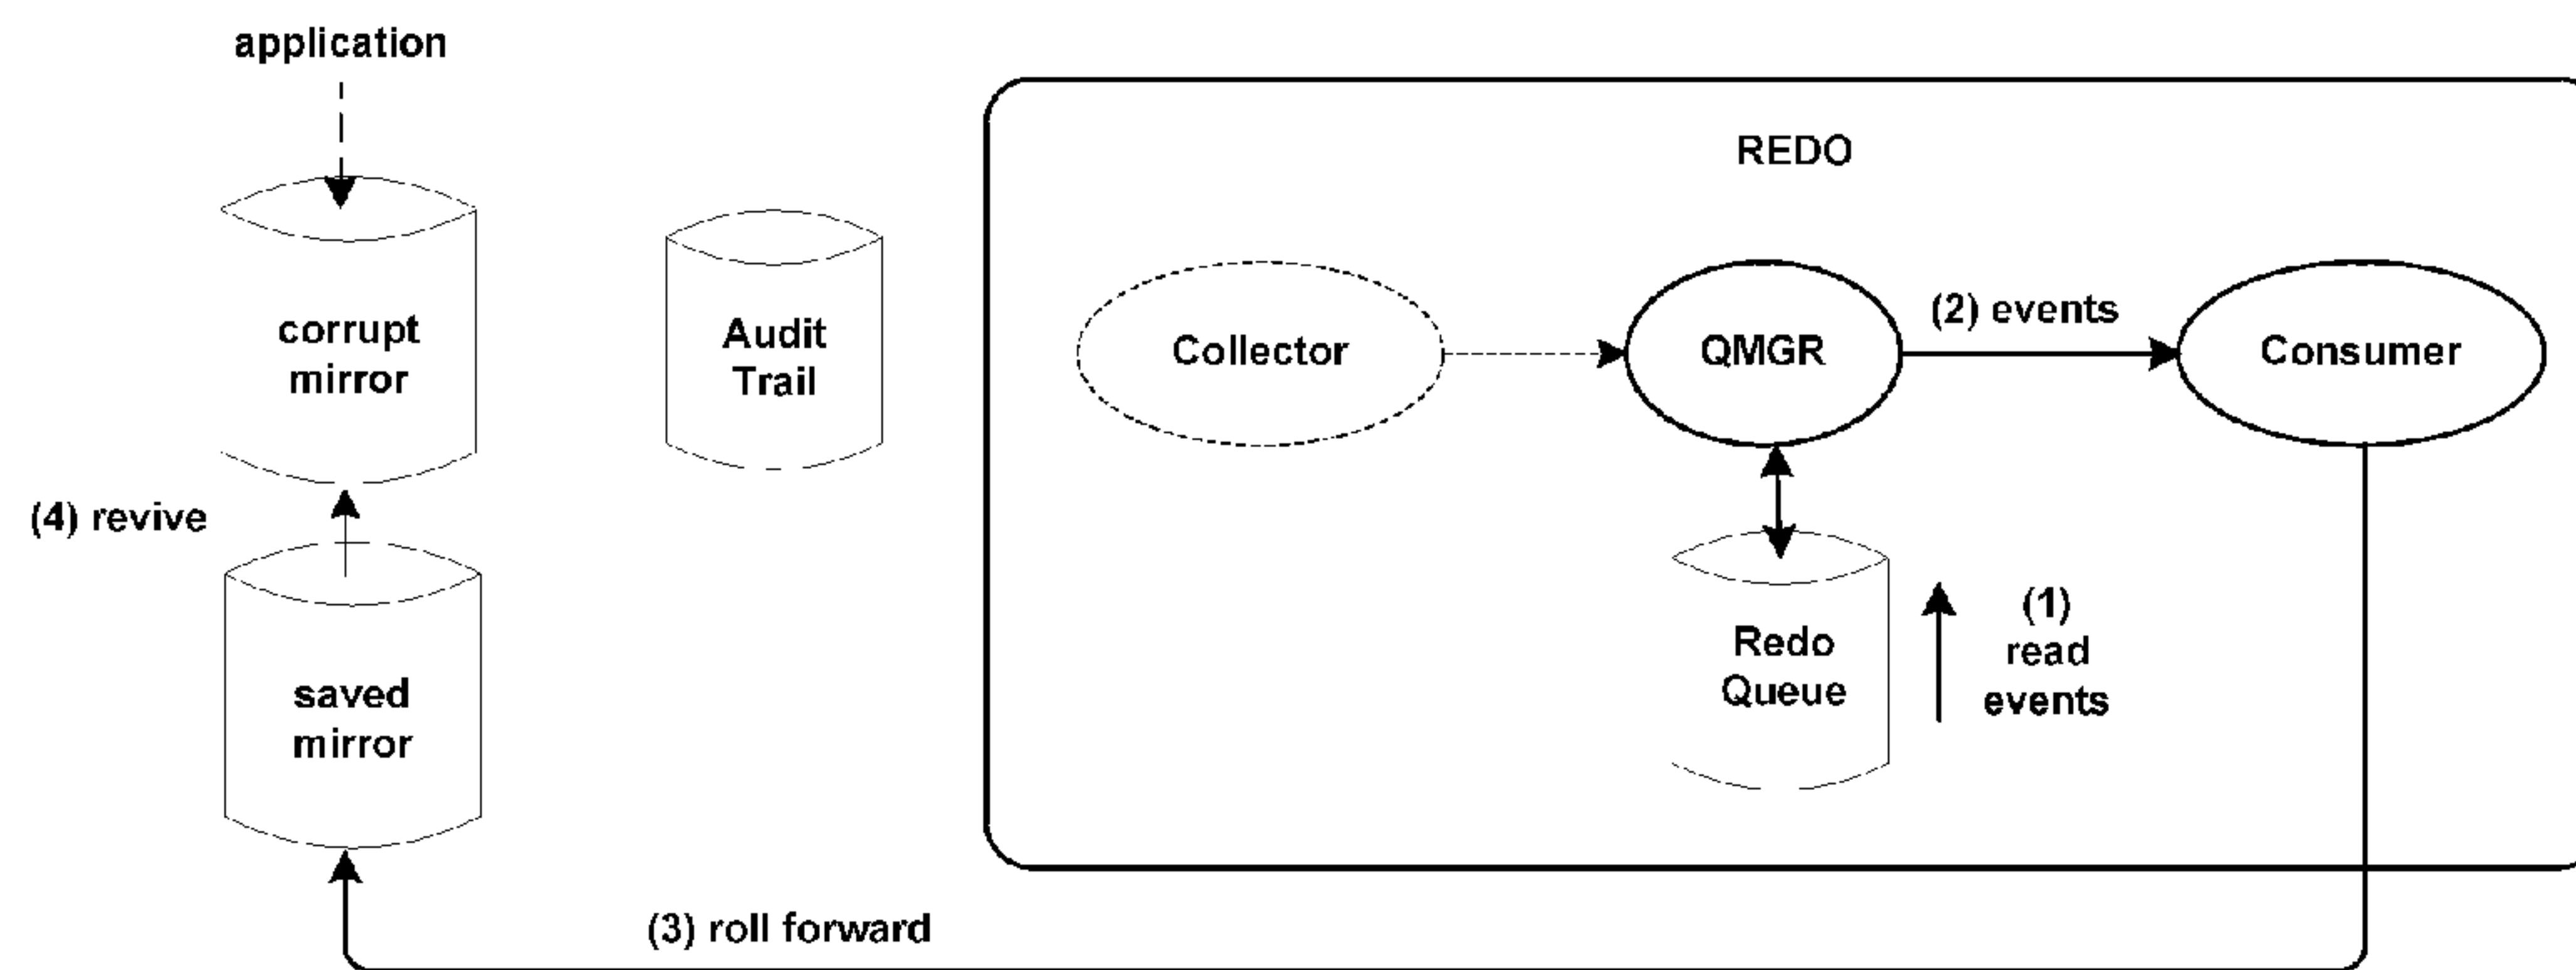 application
REDO
corrupt
mirror
Audit
Trail
Collector
QMGR
(2) events
Consumer
(4) revive
saved
mirror
Redo
Queue
(1)
read
events
(3) roll forward